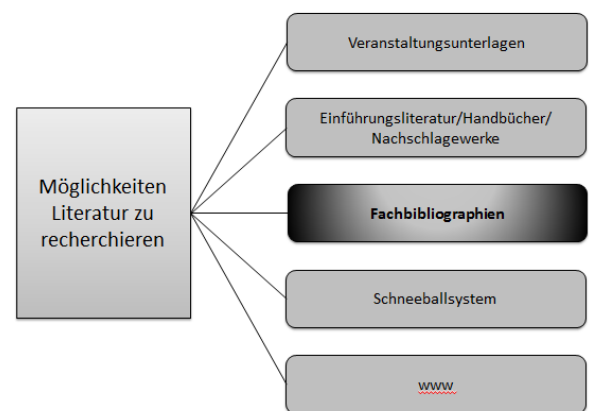 Möglichkeiten
Literatur zu
recherchieren
Veranstaltungsunterlagen
Einführungsliteratur/Handbücher/
Nachschlagewerke
Fachbibliographien
Schneeballsystem
www